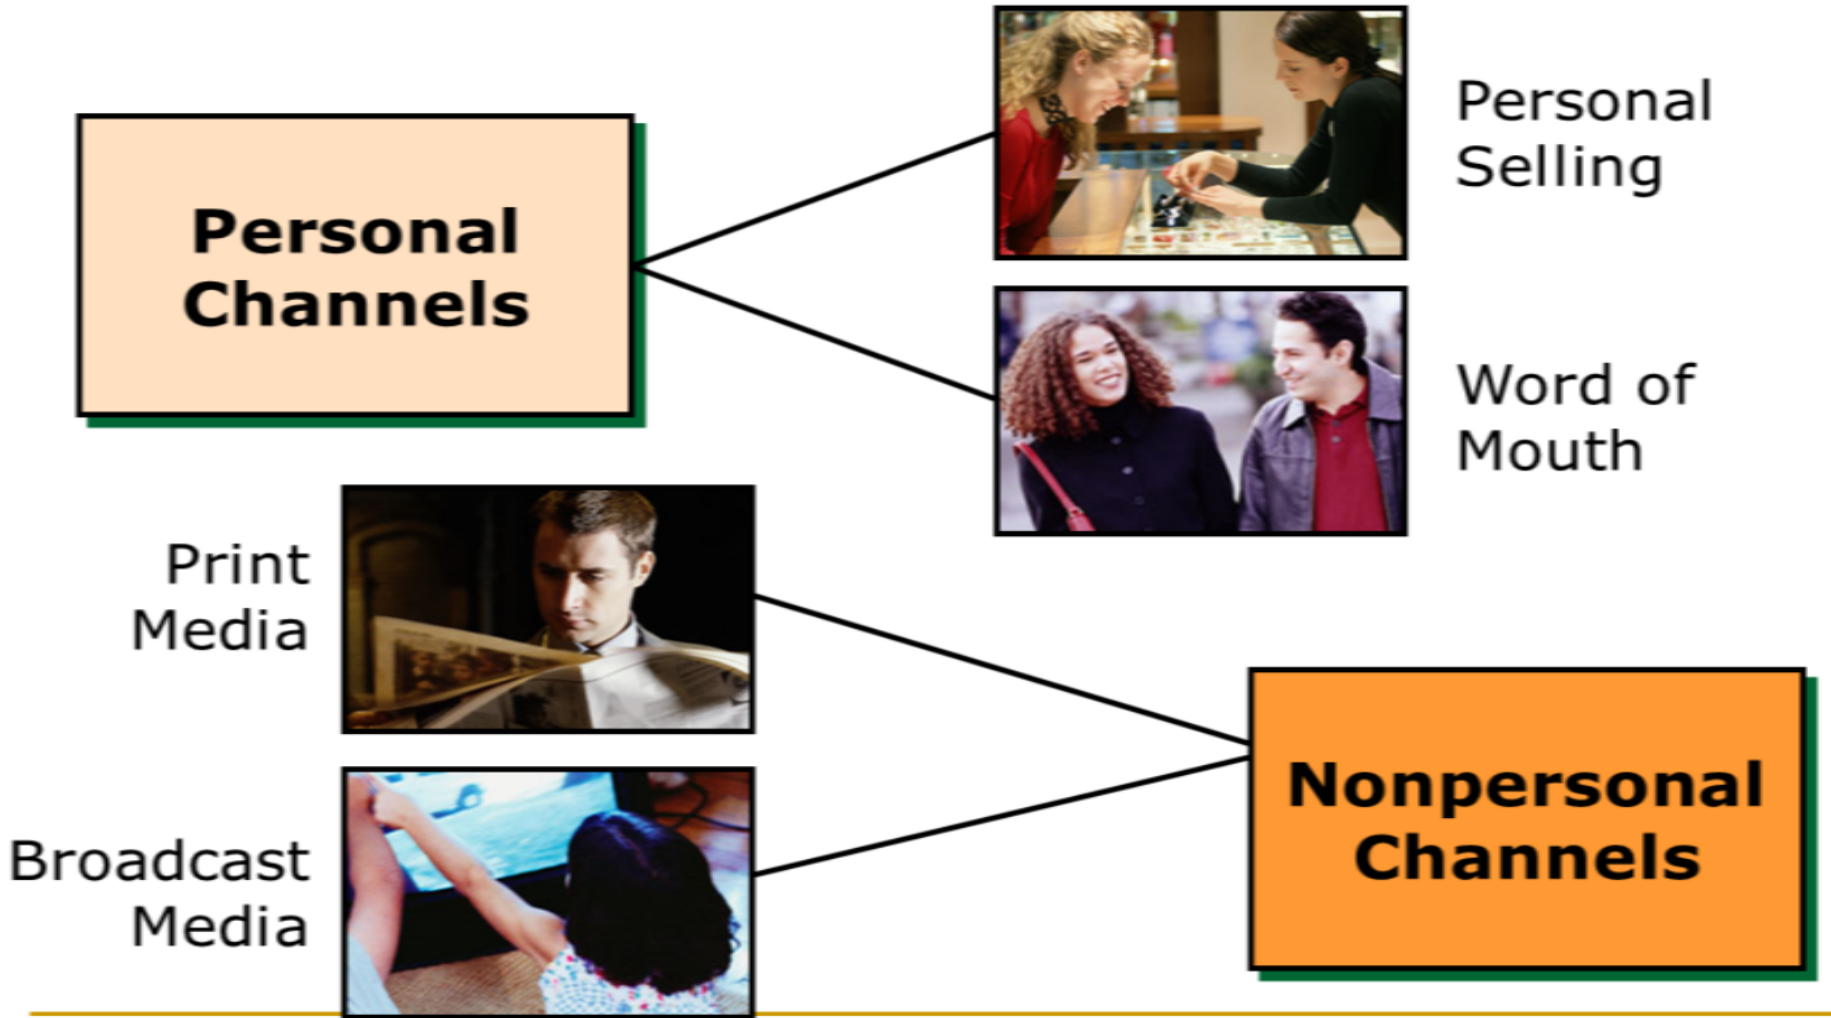 Personal
Channels
Personal
Selling
Word of
Mouth
Print
Media
Broadcast
Media
Nonpersonal
Channels